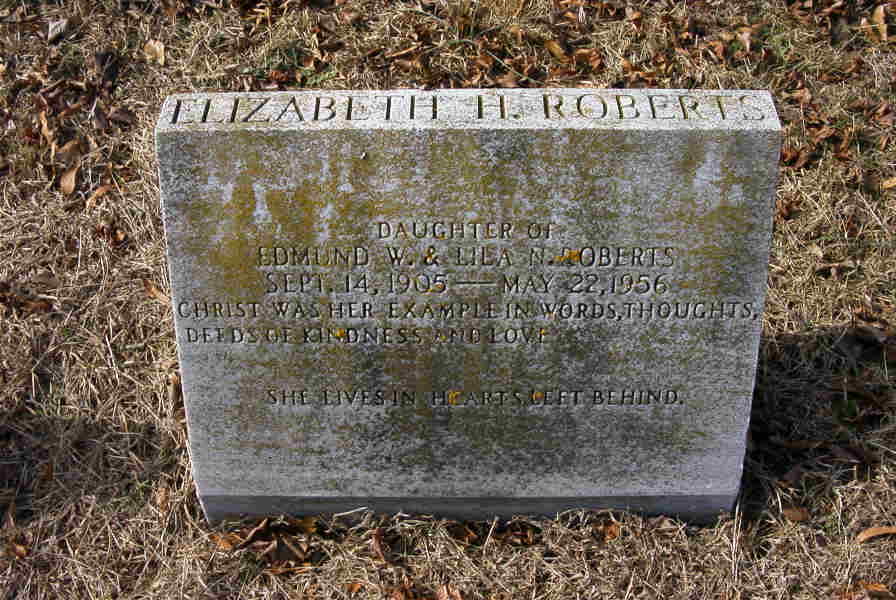 ELIZABETH H. ROBERTS
DAUGHTER OF
EDMUND W. & LILA N. ROBERTS
SEPT. 14, 1905 — MAY 22, 1956
CHRIST WAS HER EXAMPLE IN WORDS, THOUGHTS,
DEEDS OF KINDNESS AND LOVE
SHE LIVES IN HEARTS LEFT BEHIND.